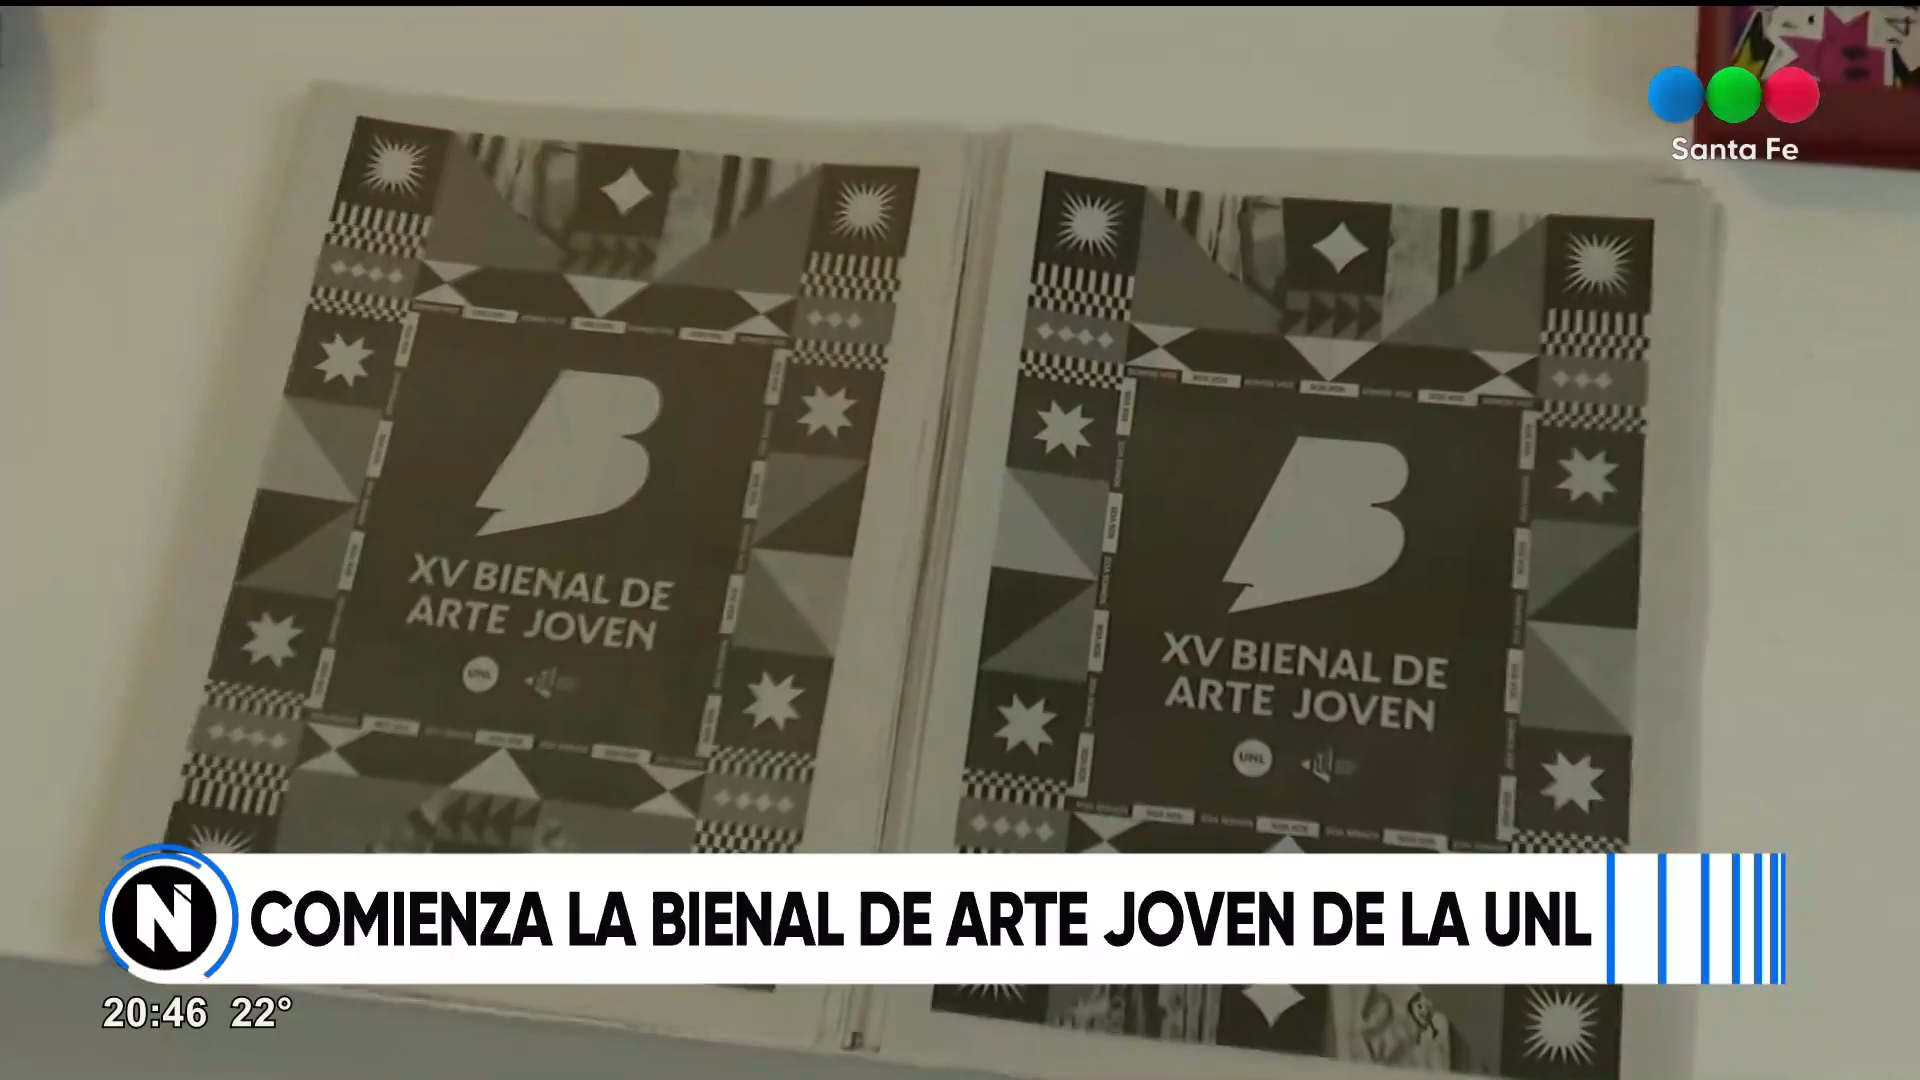 Santa Fe
XV BIENAL DE
ARTE JOVEN
UNL
XV BIENAL DE
ARTE JOVEN
UNL
N COMIENZA LA BIENAL DE ARTE JOVEN DE LA UNL
20:46 22°